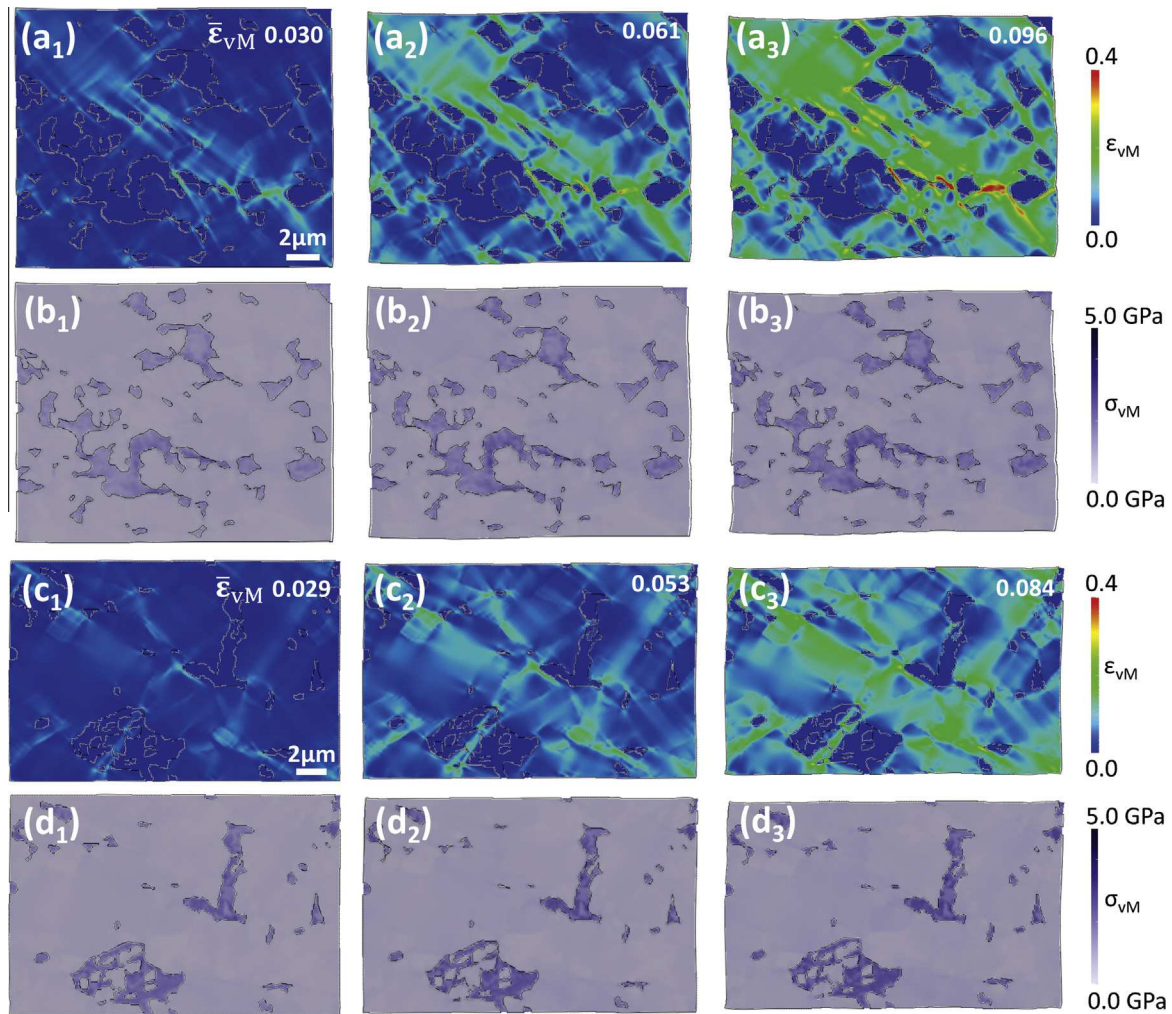 (a1) ε̄vM 0.030
(a2) 0.061
(a3) 0.096
0.4
εvM
0.0
2μm
(b1)
(b2)
(b3)
5.0 GPa
σvM
0.0 GPa
(c1) ε̄vM 0.029
(c2) 0.053
(c3) 0.084
0.4
εvM
0.0
2μm
(d1)
(d2)
(d3)
5.0 GPa
σvM
0.0 GPa